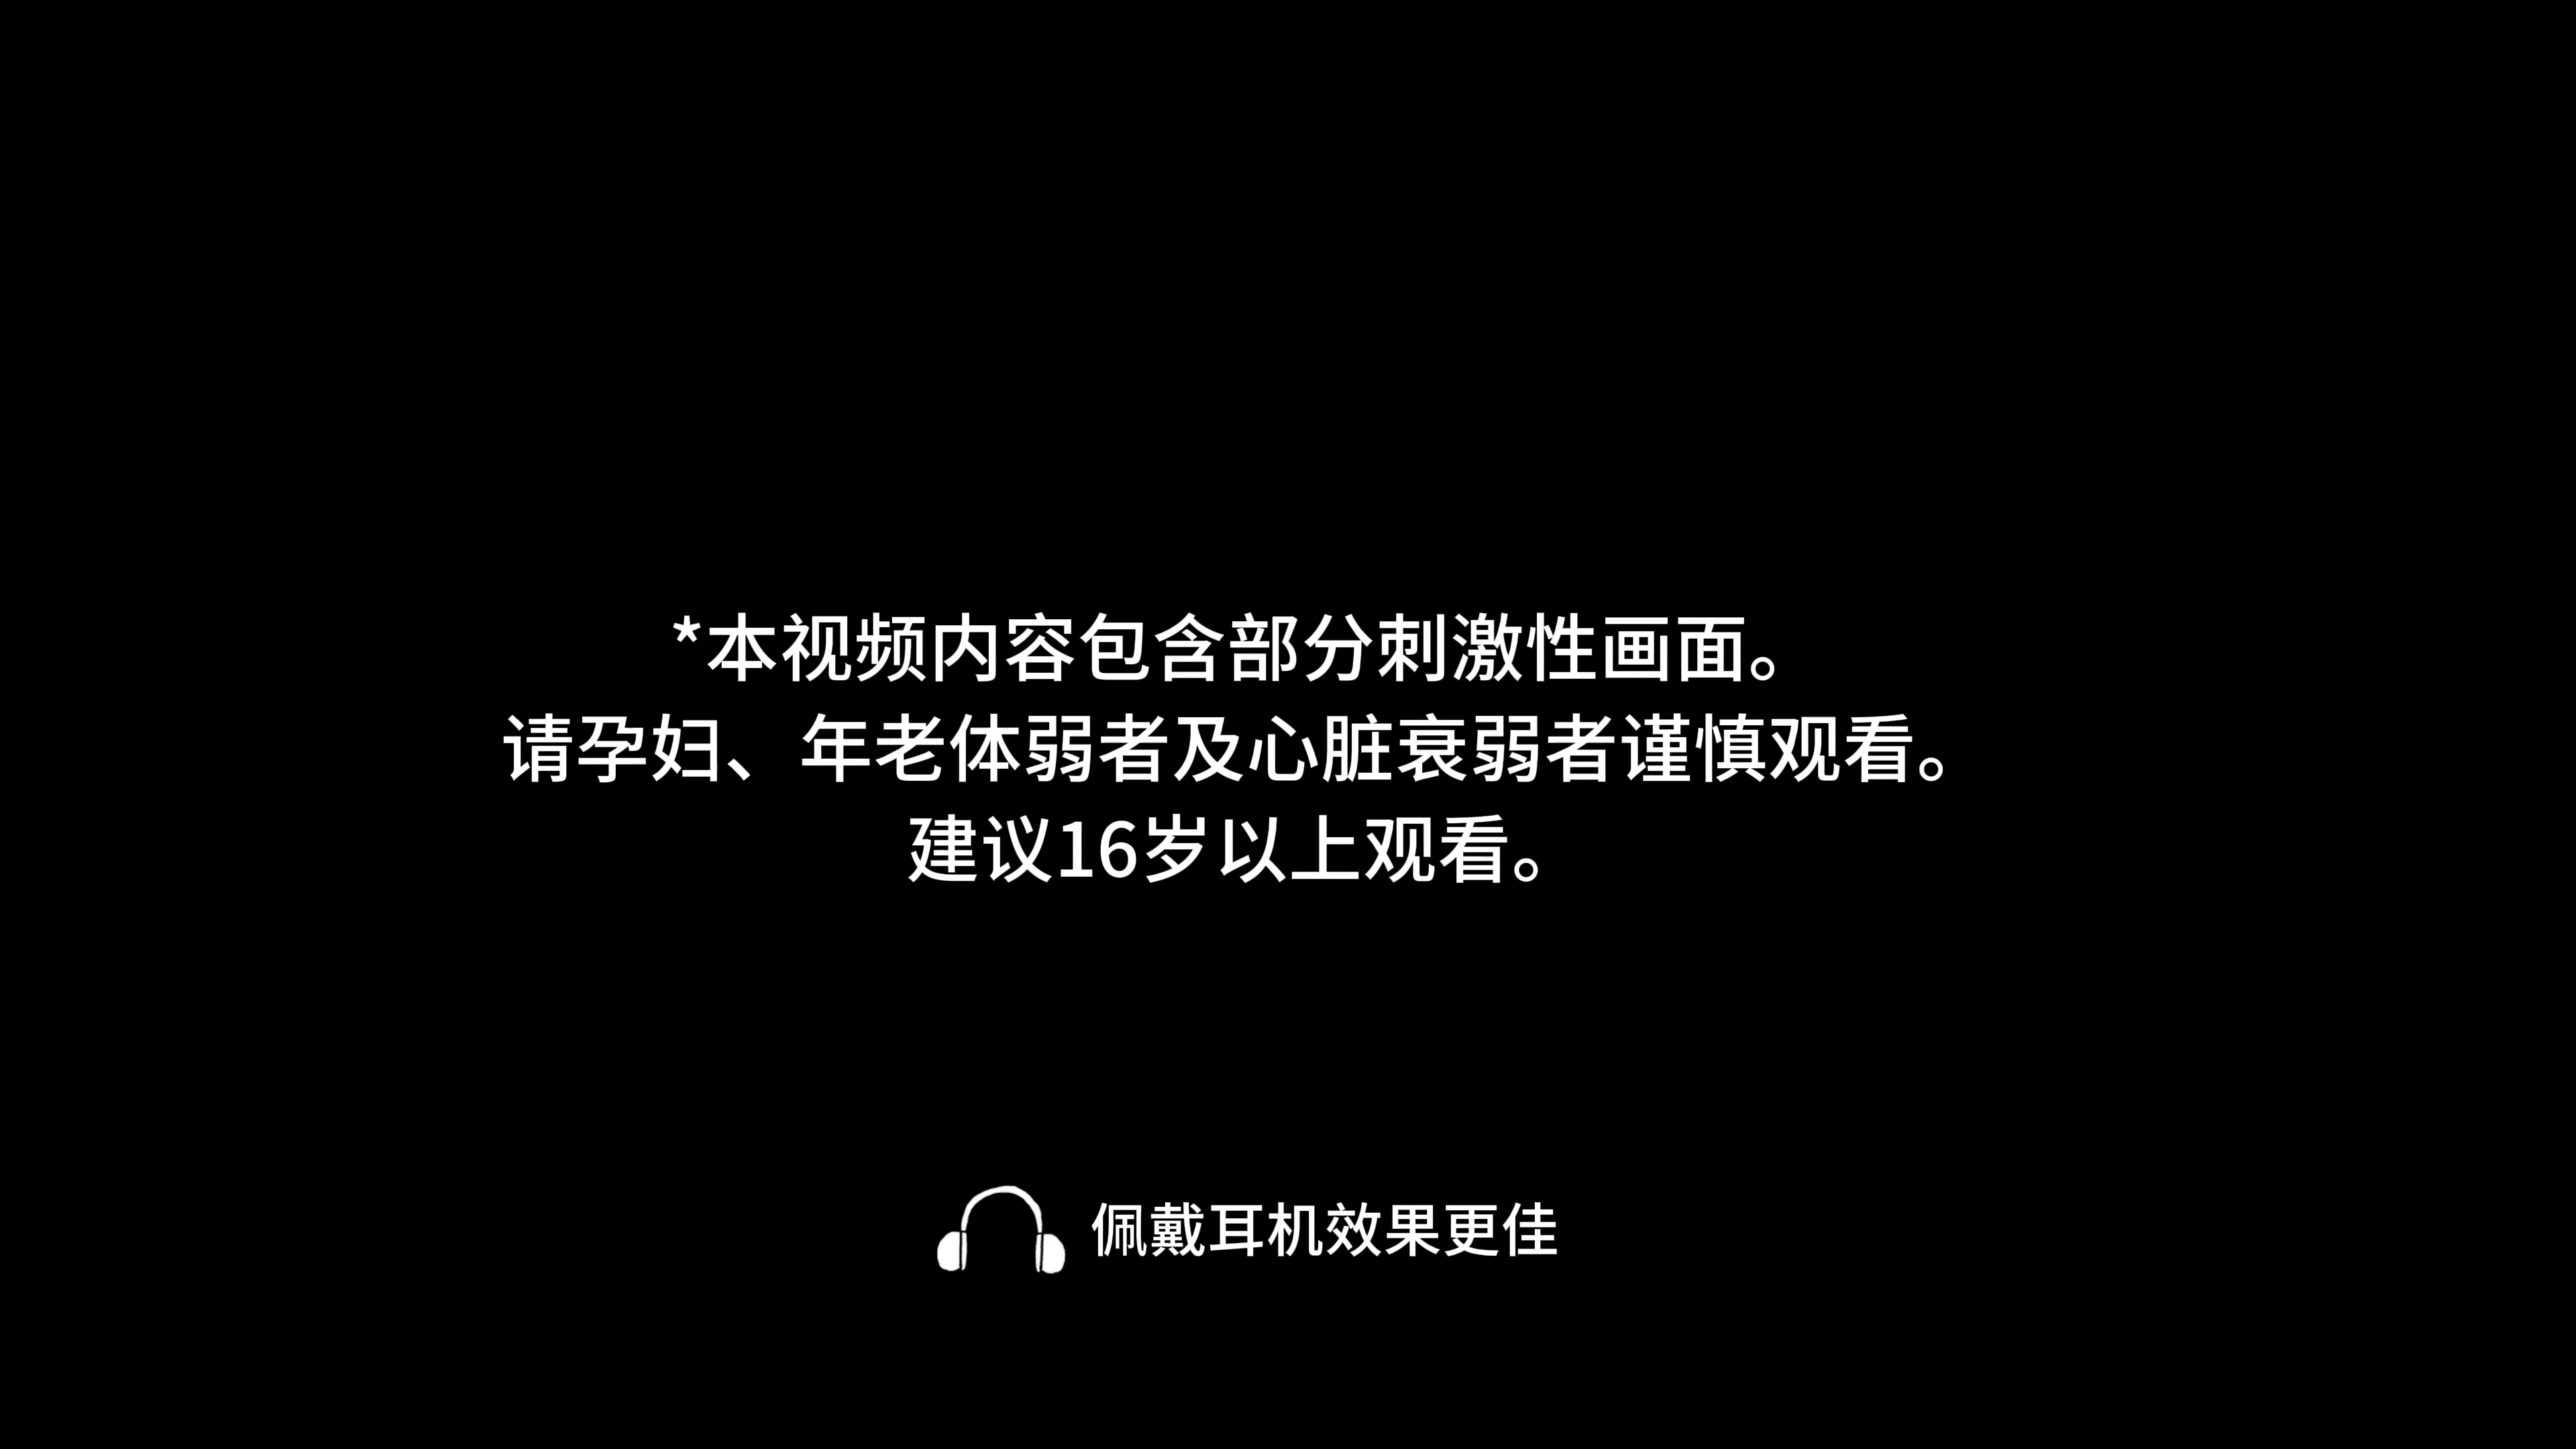 *本视频内容包含部分刺激性画面。
请孕妇、年老体弱者及心脏衰弱者谨慎观看。
建议16岁以上观看。
佩戴耳机效果更佳